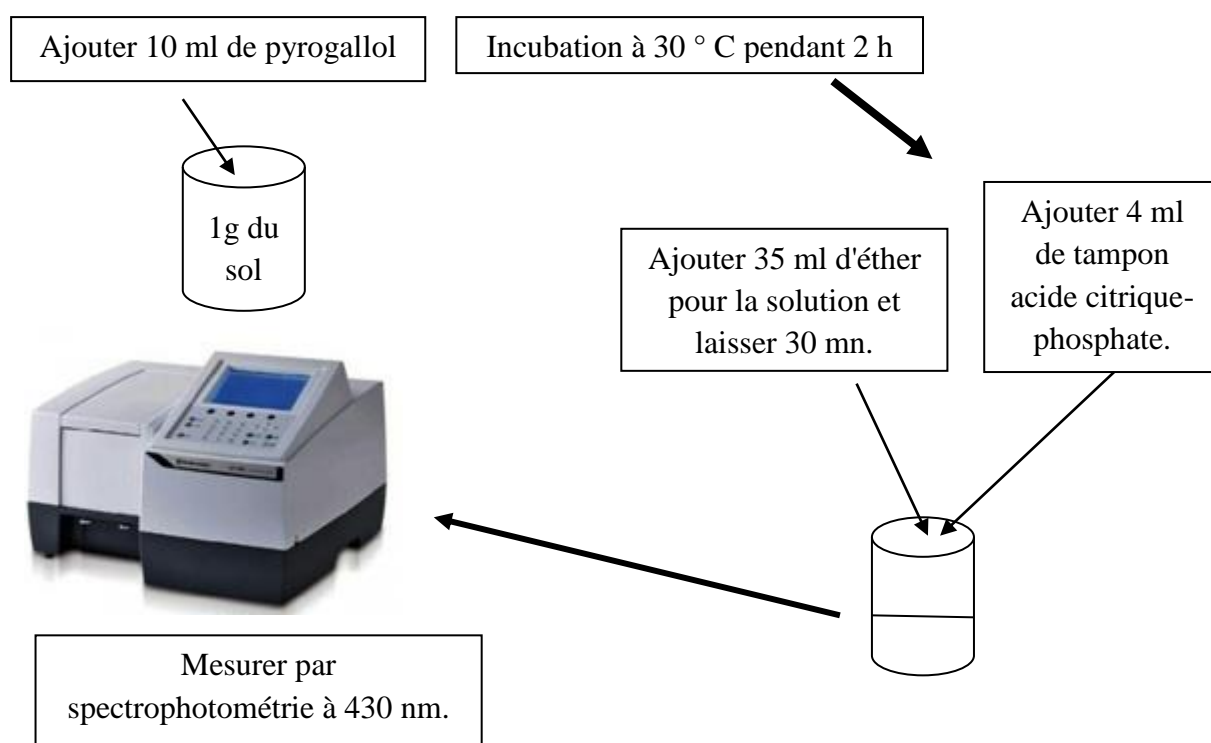 Ajouter 10 ml de pyrogallol
Incubation à 30 ° C pendant 2 h
1g du
sol
Ajouter 35 ml d'éther
pour la solution et
laisser 30 mn.
Ajouter 4 ml
de tampon
acide citrique-
phosphate.
Mesurer par
spectrophotométrie à 430 nm.